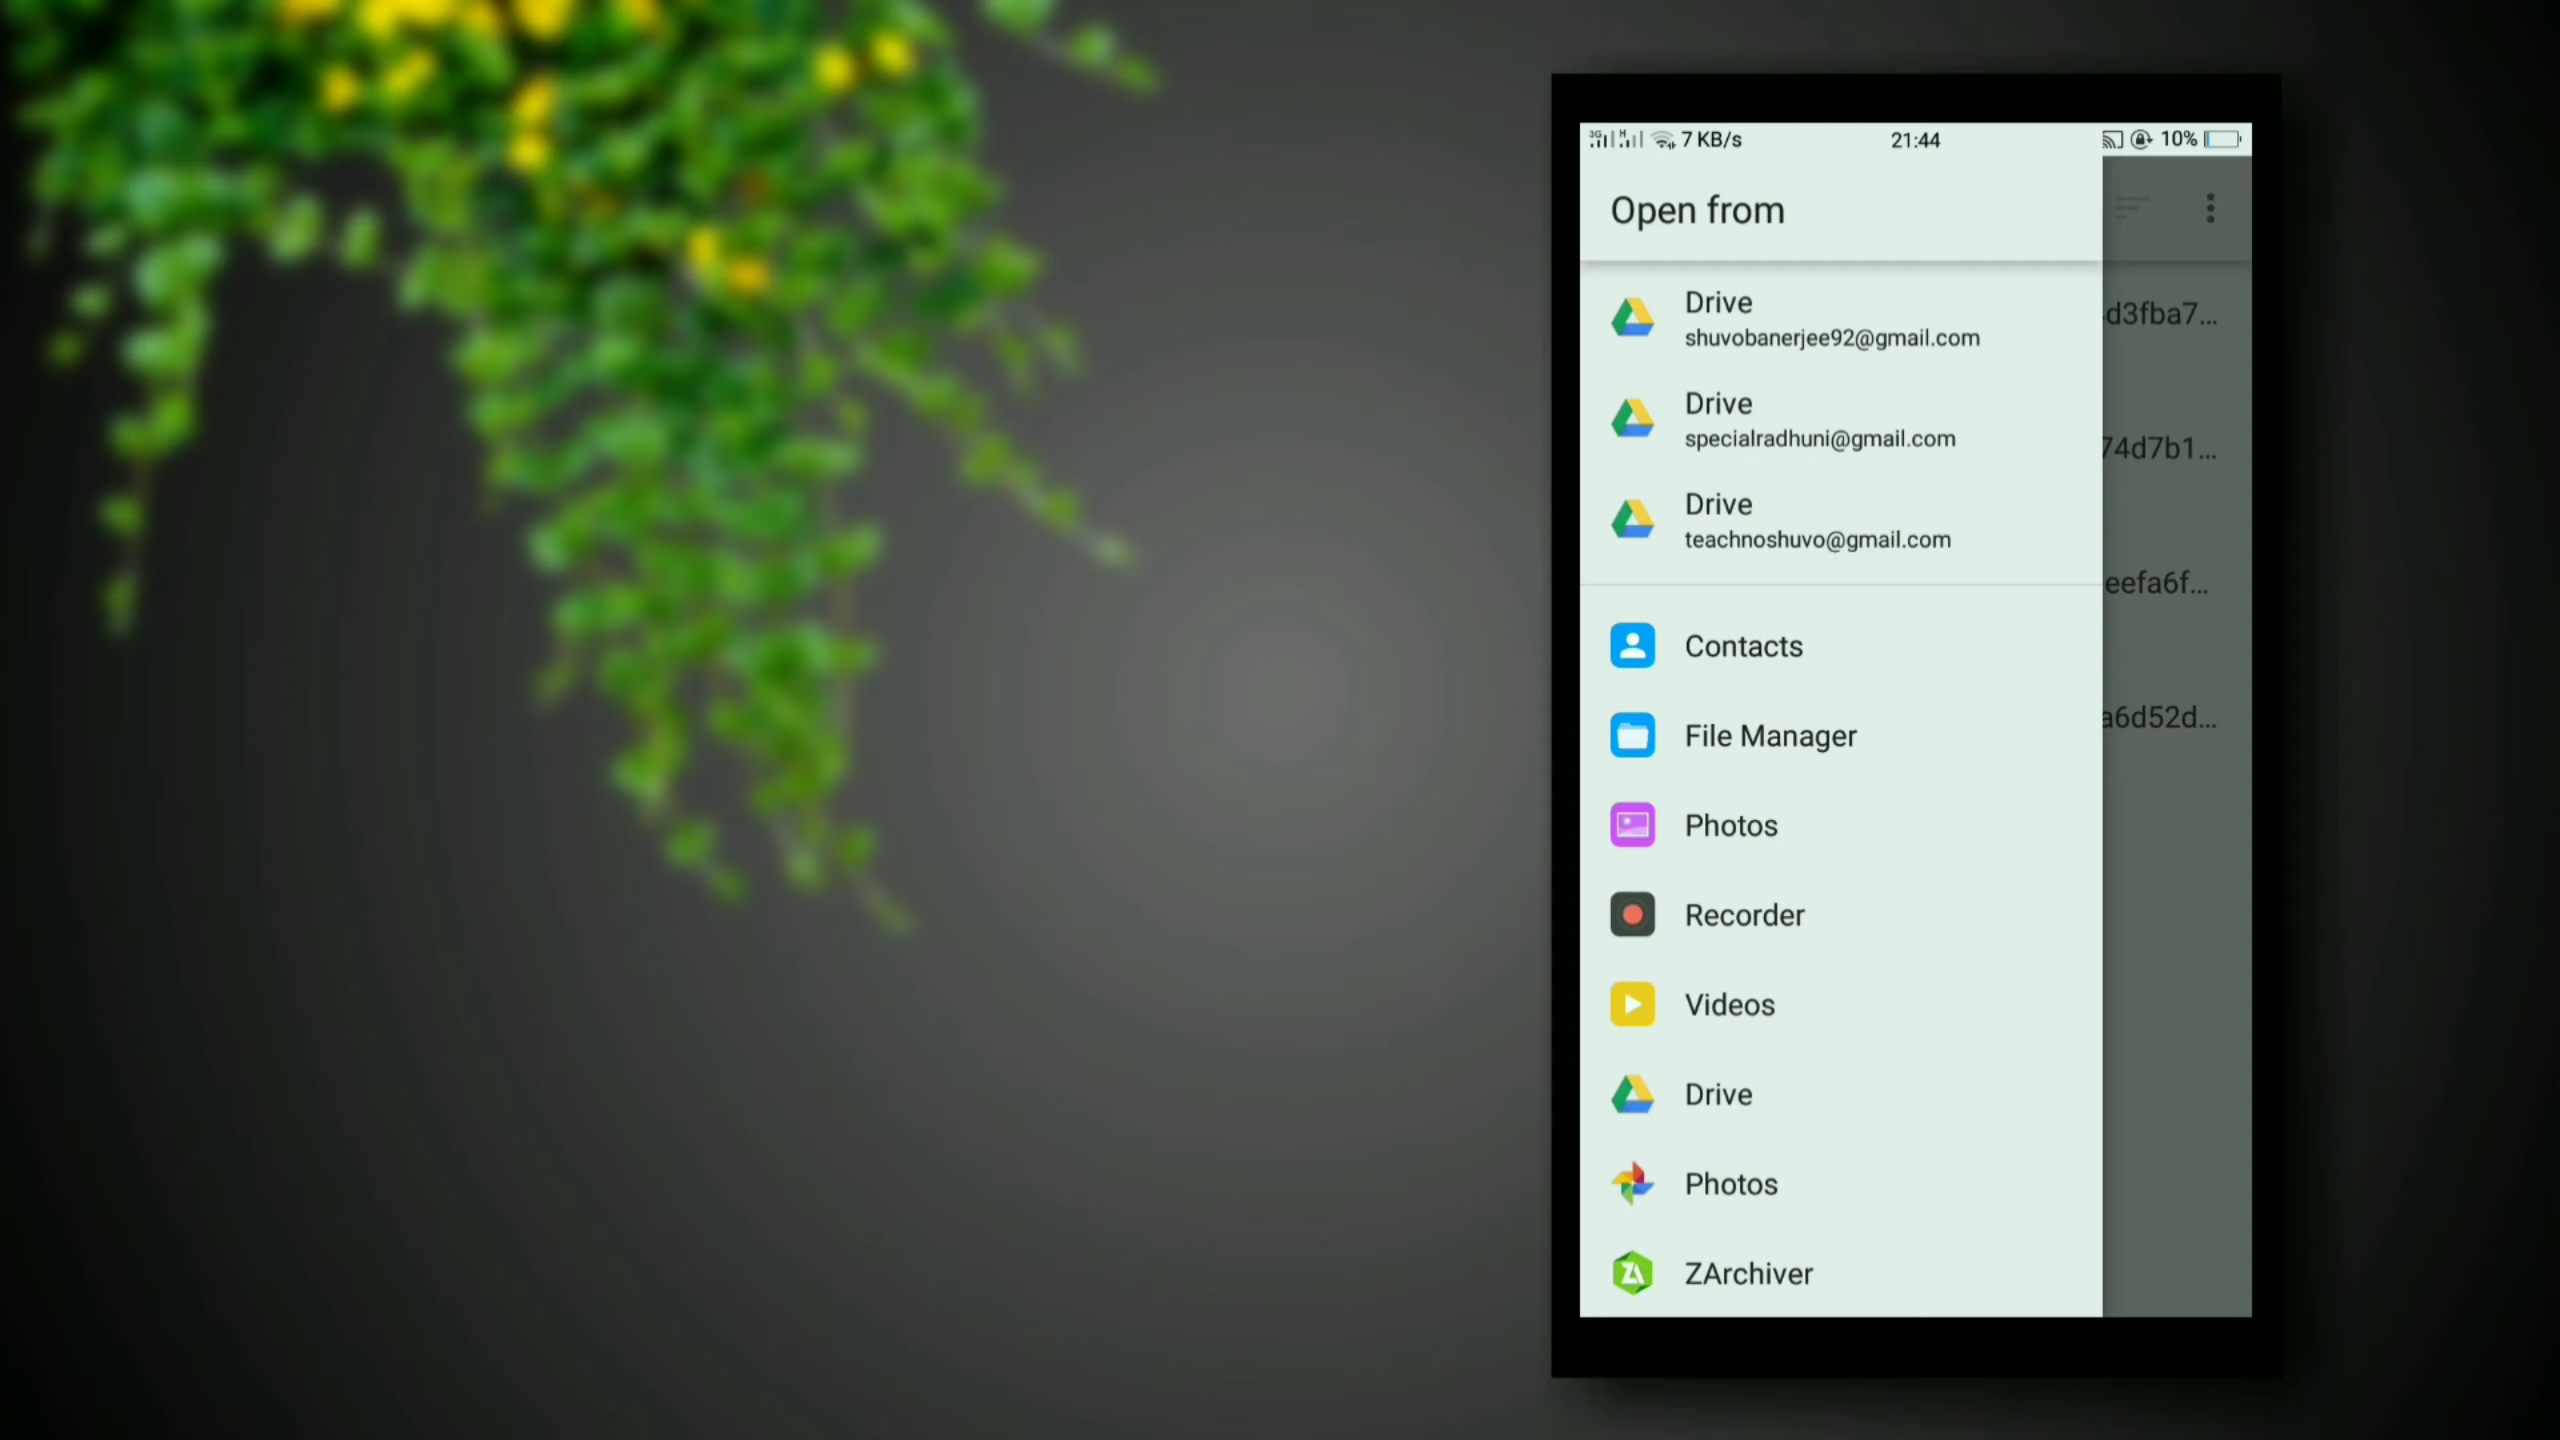 3G H 7 KB/s 21:44 10%
Open from
Drive
shuvobanerjee92@gmail.com
d3fba7...
Drive
specialradhuni@gmail.com
74d7b1...
Drive
teachnoshuvo@gmail.com
eefa6f...
Contacts
a6d52d...
File Manager
Photos
Recorder
Videos
Drive
Photos
ZArchiver